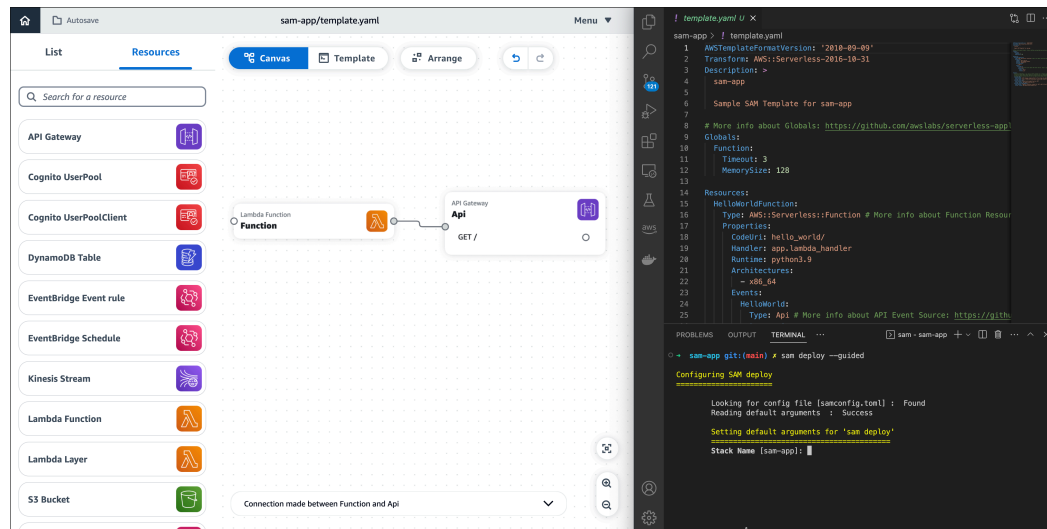 Autosave
sam-app/template.yaml
Menu ▼
List
Resources
Canvas
Template
Arrange
Search for a resource
API Gateway
Cognito UserPool
Cognito UserPoolClient
DynamoDB Table
EventBridge Event rule
EventBridge Schedule
Kinesis Stream
Lambda Function
Lambda Layer
S3 Bucket
Lambda Function
Function
API Gateway
Api
GET /
Connection made between Function and Api
121
aws
! template.yaml U ×
sam-app > ! template.yaml
1 AWSTemplateFormatVersion: '2010-09-09'
2 Transform: AWS::Serverless-2016-10-31
3 Description: >
4 sam-app
5
6 Sample SAM Template for sam-app
7
8 # More info about Globals: https://github.com/awslabs/serverless-appl
9 Globals:
10 Function:
11 Timeout: 3
12 MemorySize: 128
13
14 Resources:
15 HelloWorldFunction:
16 Type: AWS::Serverless::Function # More info about Function Resour
17 Properties:
18 CodeUri: hello_world/
19 Handler: app.lambda_handler
20 Runtime: python3.9
21 Architectures:
22 - x86_64
23 Events:
24 HelloWorld:
25 Type: Api # More info about API Event Source: https://githu
PROBLEMS OUTPUT TERMINAL ··· sam - sam-app
→ sam-app git:(main) ✗ sam deploy --guided
Configuring SAM deploy
======================
Looking for config file [samconfig.toml] : Found
Reading default arguments : Success
Setting default arguments for 'sam deploy'
=========================================
Stack Name [sam-app]: